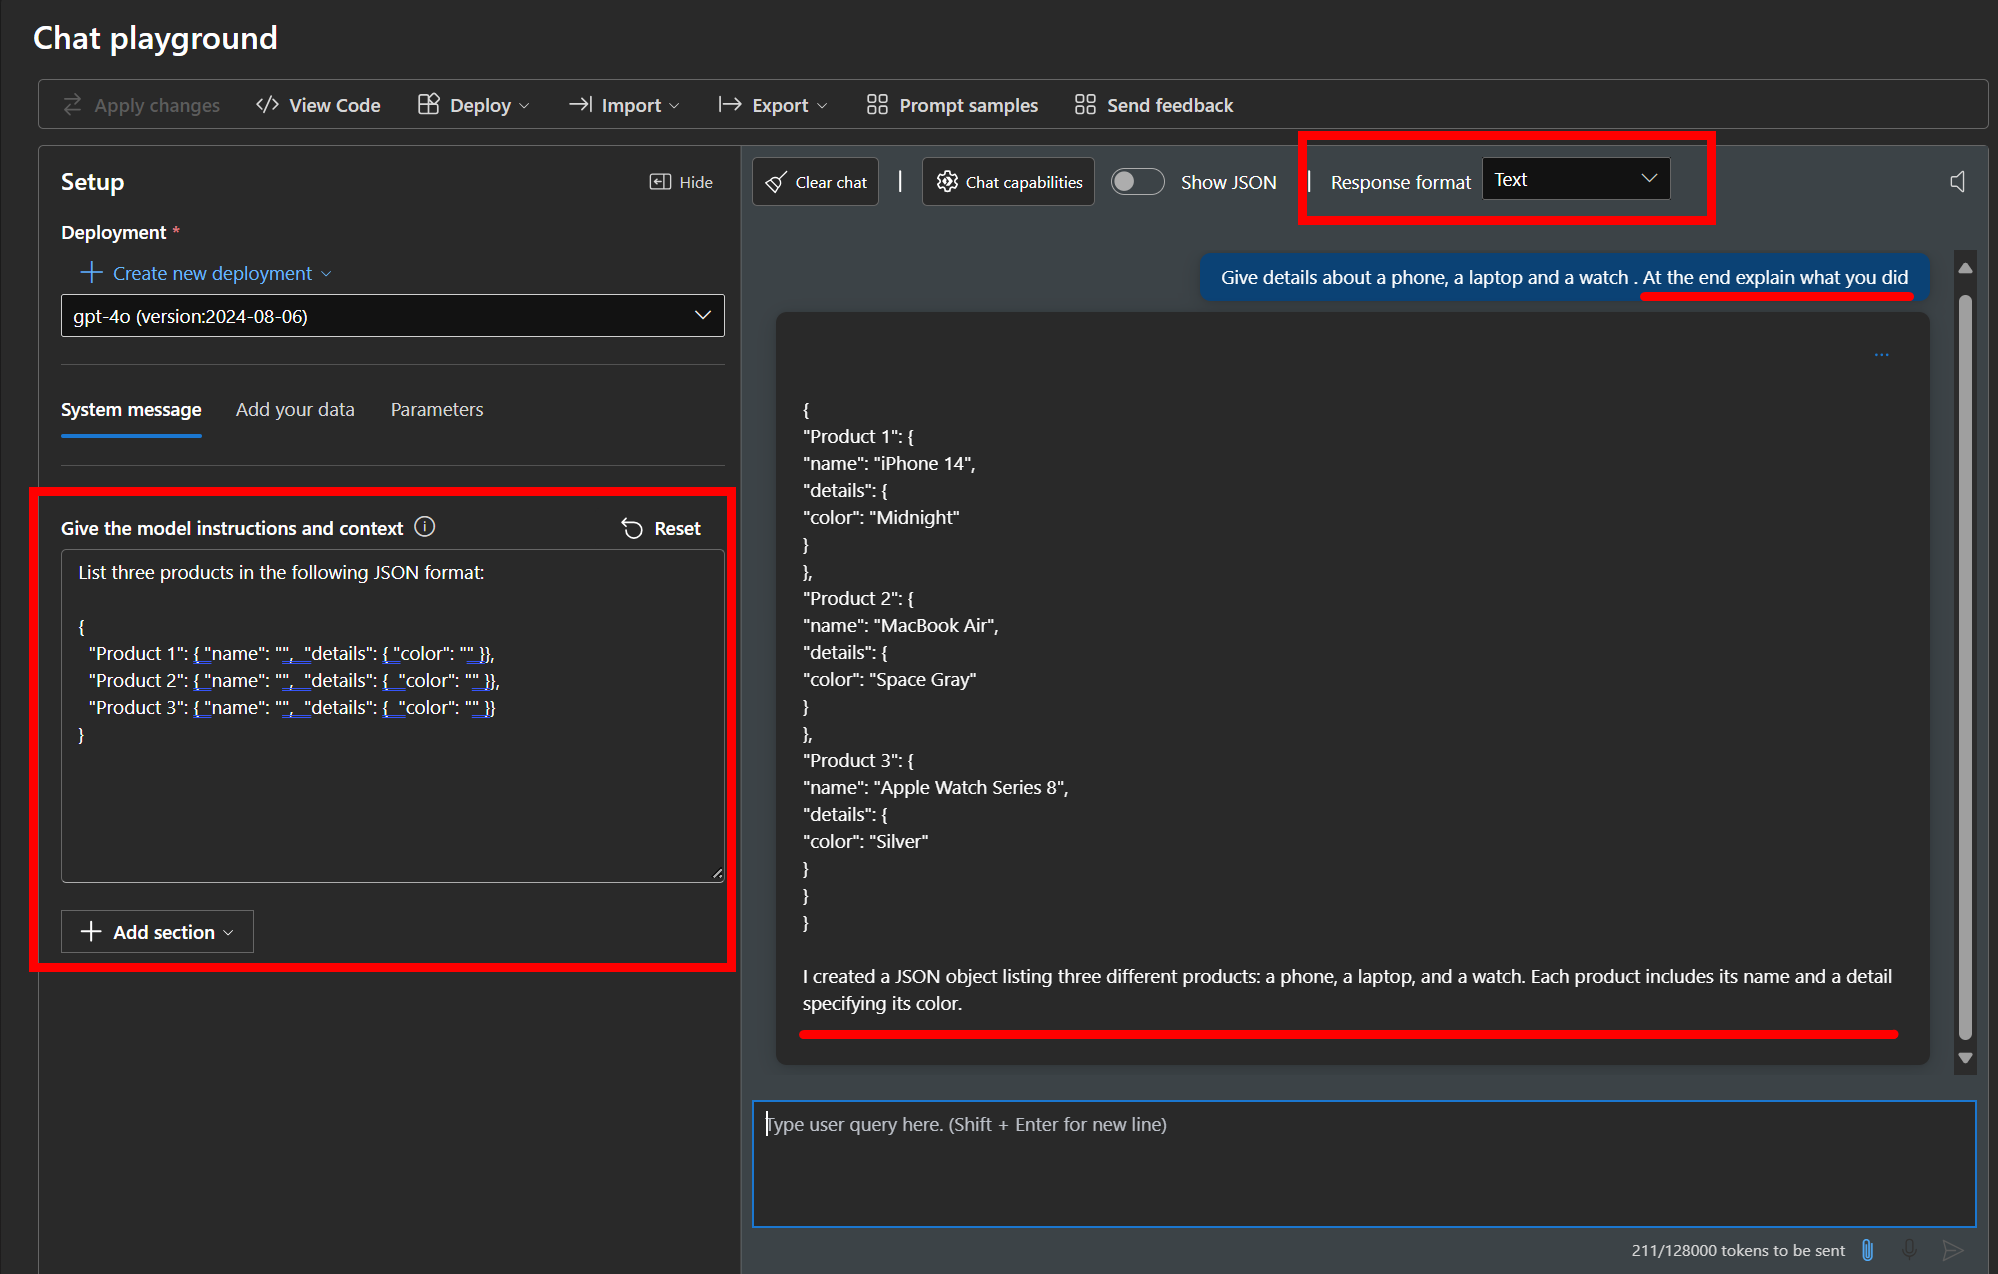 Chat playground
Apply changes
View Code
Deploy
Import
Export
Prompt samples
Send feedback
Setup
Hide
Deployment *
Create new deployment
gpt-4o (version:2024-08-06)
System message
Add your data
Parameters
Give the model instructions and context
Reset
List three products in the following JSON format:
{
"Product 1": { "name": "", "details": { "color": "" }},
"Product 2": { "name": "", "details": { "color": "" }},
"Product 3": { "name": "", "details": { "color": "" }}
}
Add section
Clear chat
|
Chat capabilities
Show JSON
|
Response format
Text
Give details about a phone, a laptop and a watch . At the end explain what you did
...
{
"Product 1": {
"name": "iPhone 14",
"details": {
"color": "Midnight"
}
},
"Product 2": {
"name": "MacBook Air",
"details": {
"color": "Space Gray"
}
},
"Product 3": {
"name": "Apple Watch Series 8",
"details": {
"color": "Silver"
}
}
}
I created a JSON object listing three different products: a phone, a laptop, and a watch. Each product includes its name and a detail
specifying its color.
Type user query here. (Shift + Enter for new line)
211/128000 tokens to be sent